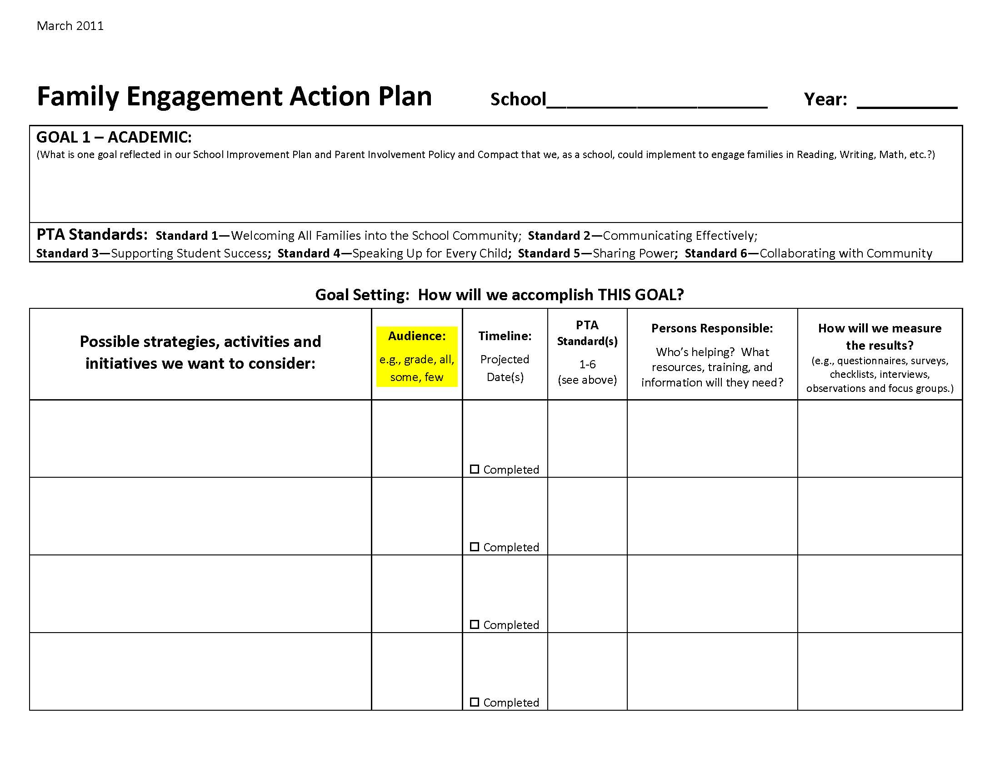 March 2011
Family Engagement Action Plan School______________________ Year: __________
GOAL 1 – ACADEMIC:
(What is one goal reflected in our School Improvement Plan and Parent Involvement Policy and Compact that we, as a school, could implement to engage families in Reading, Writing, Math, etc.?)
PTA Standards: Standard 1—Welcoming All Families into the School Community; Standard 2—Communicating Effectively;
Standard 3—Supporting Student Success; Standard 4—Speaking Up for Every Child; Standard 5—Sharing Power; Standard 6—Collaborating with Community
Goal Setting: How will we accomplish THIS GOAL?
Possible strategies, activities and
initiatives we want to consider:
Audience:
e.g., grade, all,
some, few
Timeline:
Projected
Date(s)
PTA
Standard(s)
1-6
(see above)
Persons Responsible:
Who’s helping? What
resources, training, and
information will they need?
How will we measure
the results?
(e.g., questionnaires, surveys,
checklists, interviews,
observations and focus groups.)
☐ Completed
☐ Completed
☐ Completed
☐ Completed